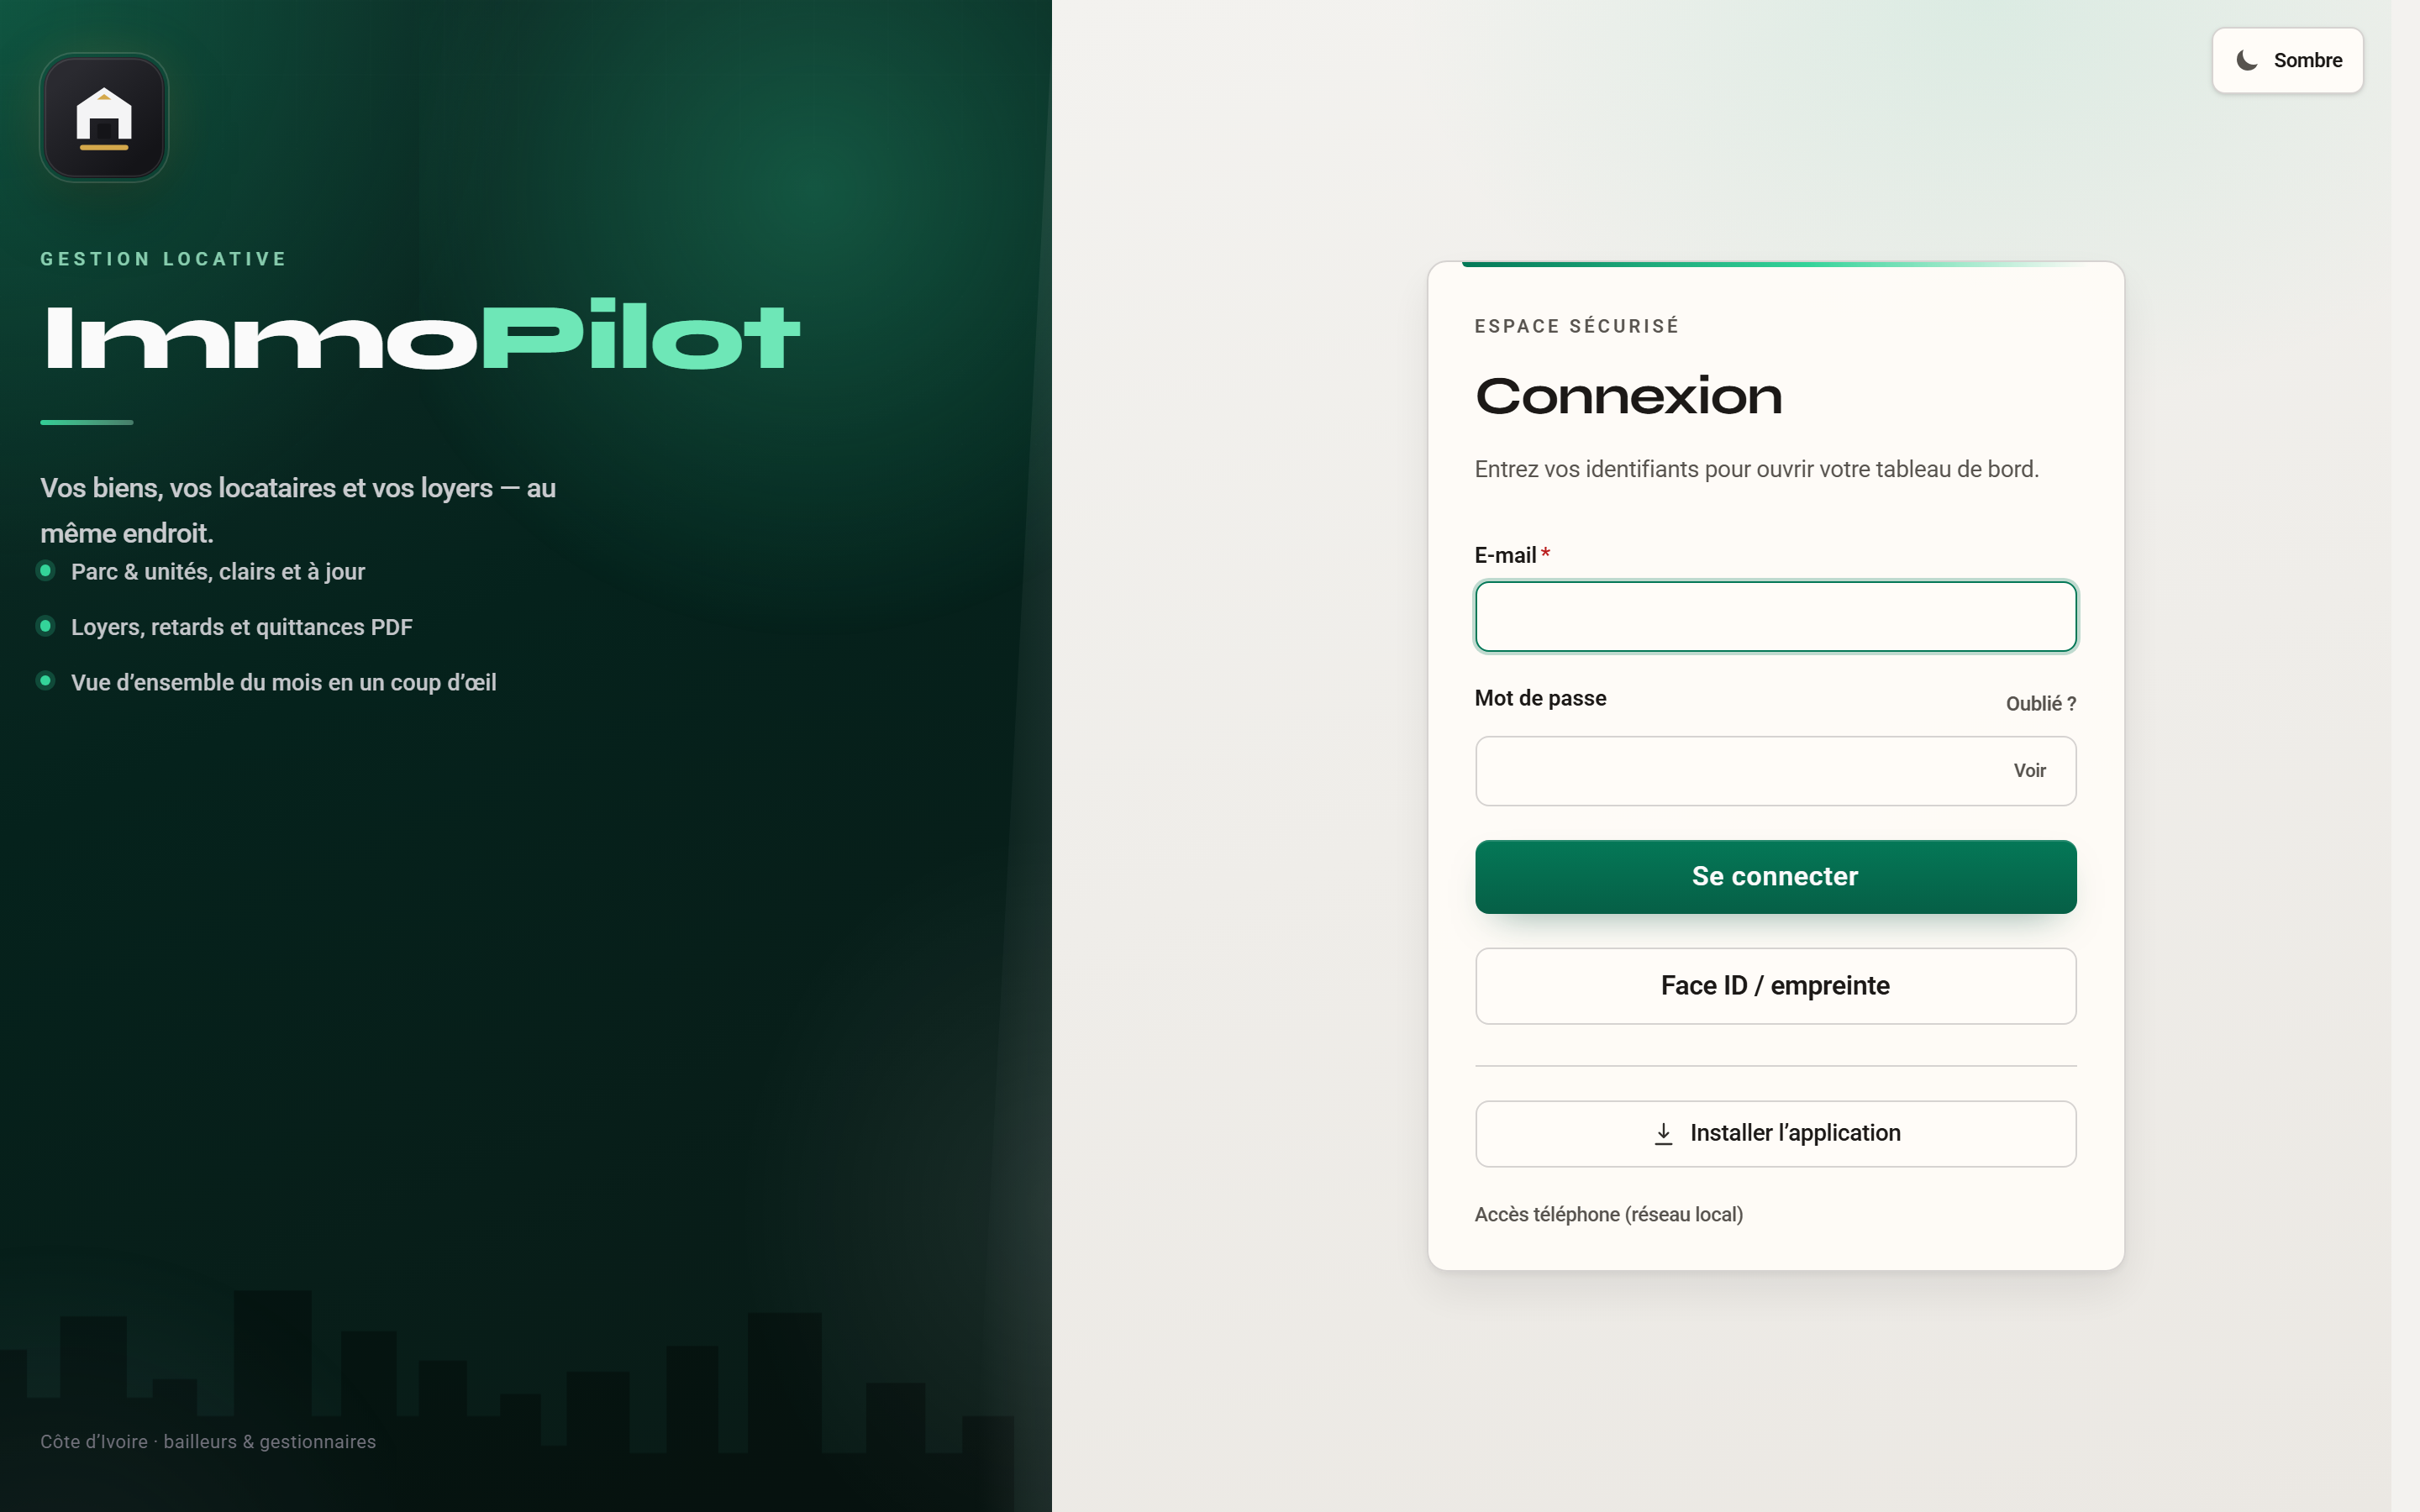 GESTION LOCATIVE
ImmoPilot
Vos biens, vos locataires et vos loyers — au
même endroit.
Parc & unités, clairs et à jour
Loyers, retards et quittances PDF
Vue d’ensemble du mois en un coup d’œil
Côte d’Ivoire · bailleurs & gestionnaires
Sombre
ESPACE SÉCURISÉ
Connexion
Entrez vos identifiants pour ouvrir votre tableau de bord.
E-mail *
Mot de passe
Oublié ?
Voir
Se connecter
Face ID / empreinte
Installer l’application
Accès téléphone (réseau local)